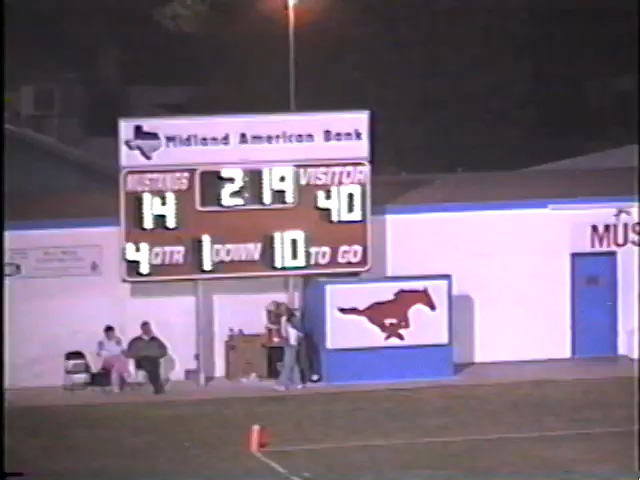 Midland American Bank
MUSTANGS 2:19 VISITOR
14 40
4 QTR 1 DOWN 10 TO GO
MUS